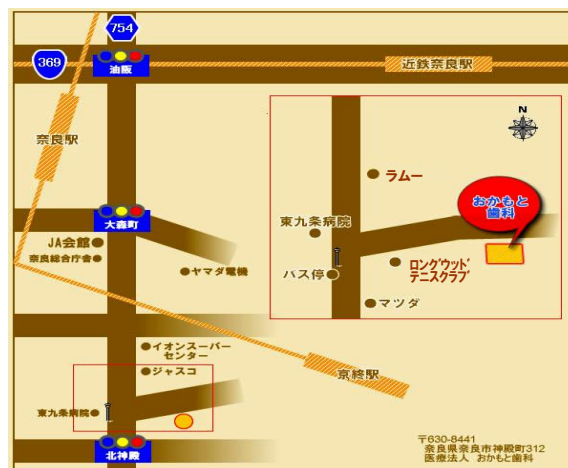 754
369
油阪
近鉄奈良駅
奈良駅
N
ラムー
おかもと
歯科
東九条病院
バス停
ロングウッド
テニスクラブ
マツダ
大森町
JA会館
奈良総合庁舎
ヤマダ電機
イオンスーパー
センター
ジャスコ
京終駅
東九条病院
北神殿
〒630-8441
奈良県奈良市神殿町312
医療法人 おかもと歯科